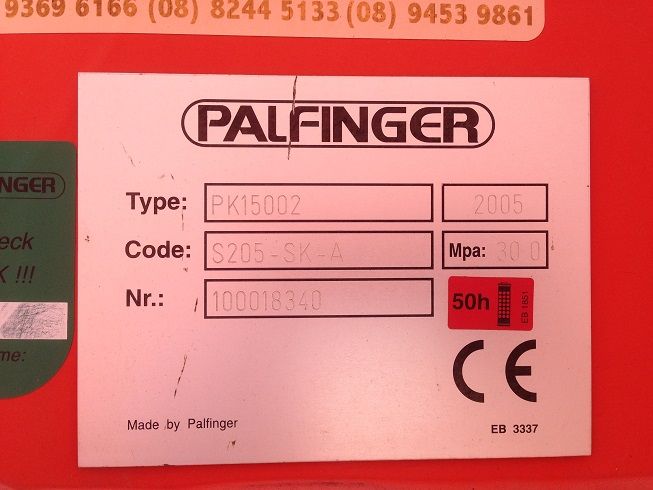 9369 6166 (08) 8244 5133 (08) 9453 9861
PALFINGER
NGER
eck
K !!!
me:
Type: PK15002 2005
Code: S205-SK-A Mpa: 30 0
Nr.: 100018340
50h EB 1851
CE
Made by Palfinger EB 3337